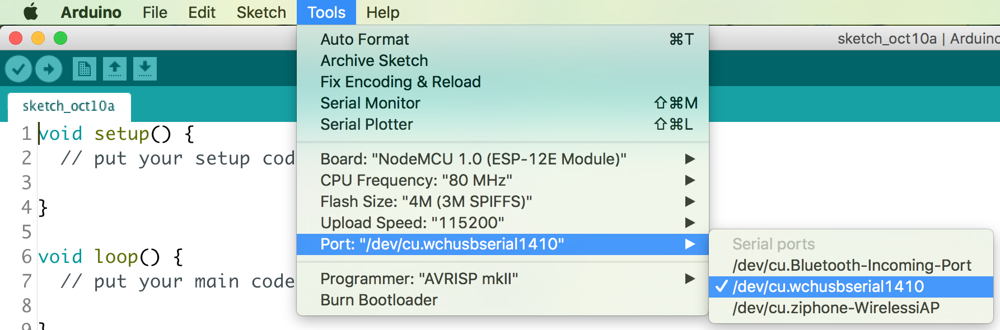 Arduino File Edit Sketch Tools Help
sketch_oct10a | Arduino
Auto Format ⌘T
Archive Sketch
Fix Encoding & Reload
Serial Monitor ⇧⌘M
Serial Plotter ⇧⌘L
Board: "NodeMCU 1.0 (ESP-12E Module)"
CPU Frequency: "80 MHz"
Flash Size: "4M (3M SPIFFS)"
Upload Speed: "115200"
Port: "/dev/cu.wchusbserial1410"
Programmer: "AVRISP mkII"
Burn Bootloader
Serial ports
/dev/cu.Bluetooth-Incoming-Port
✓ /dev/cu.wchusbserial1410
/dev/cu.ziphone-WirelessiAP
sketch_oct10a
1 void setup() {
2 // put your setup cod
3
4 }
5
6 void loop() {
7 // put your main code
8
9 }